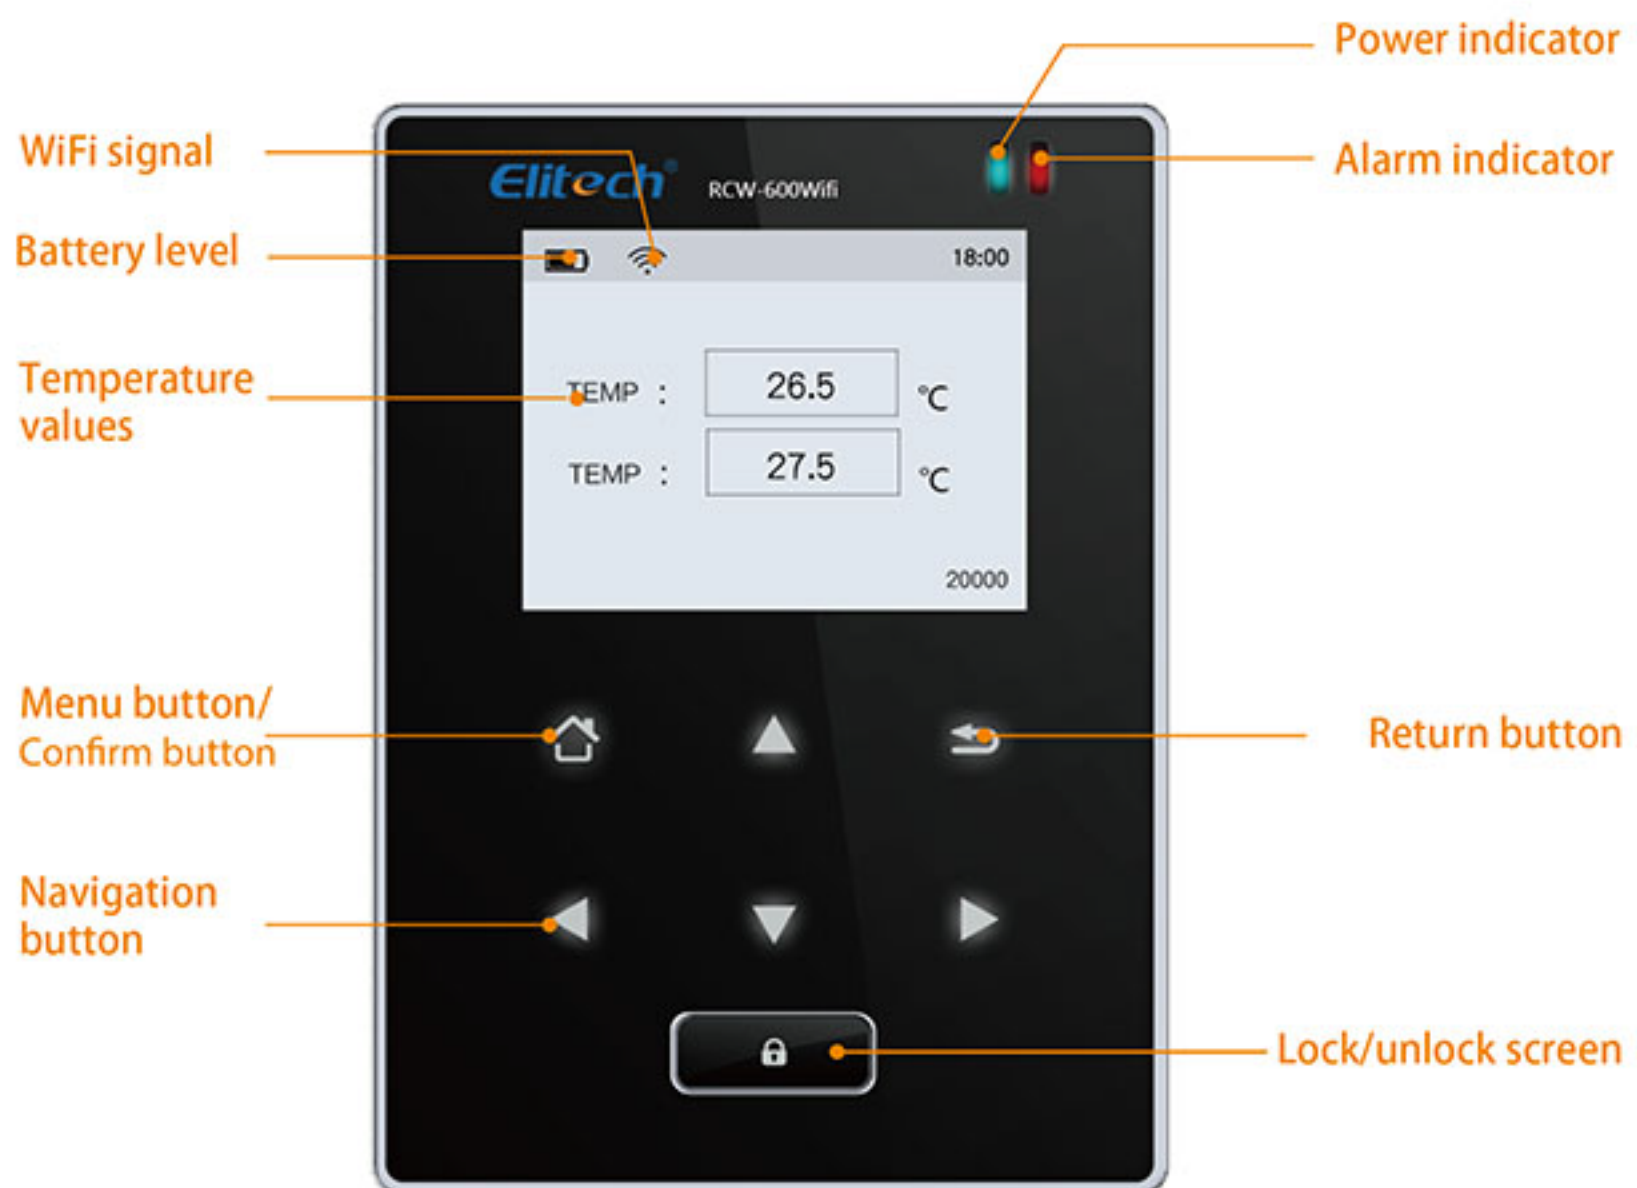 Power indicator
WiFi signal
Alarm indicator
Elitech®
RCW-600Wifi
Battery level
18:00
Temperature
values
TEMP : 26.5 °C
TEMP : 27.5 °C
20000
Menu button/
Confirm button
Return button
Navigation
button
Lock/unlock screen